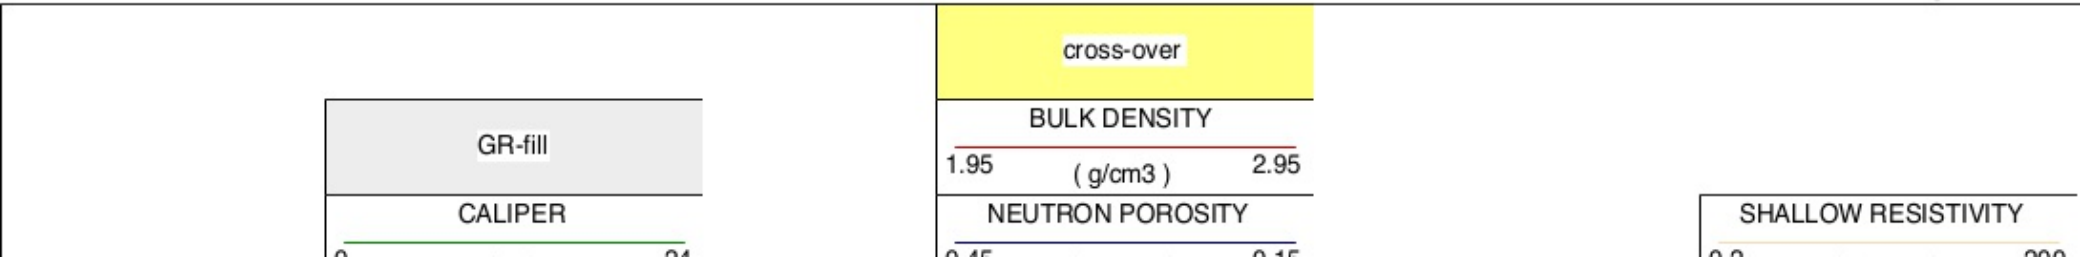 cross-over
BULK DENSITY
1.95 ( g/cm3 ) 2.95
GR-fill
CALIPER
NEUTRON POROSITY
SHALLOW RESISTIVITY